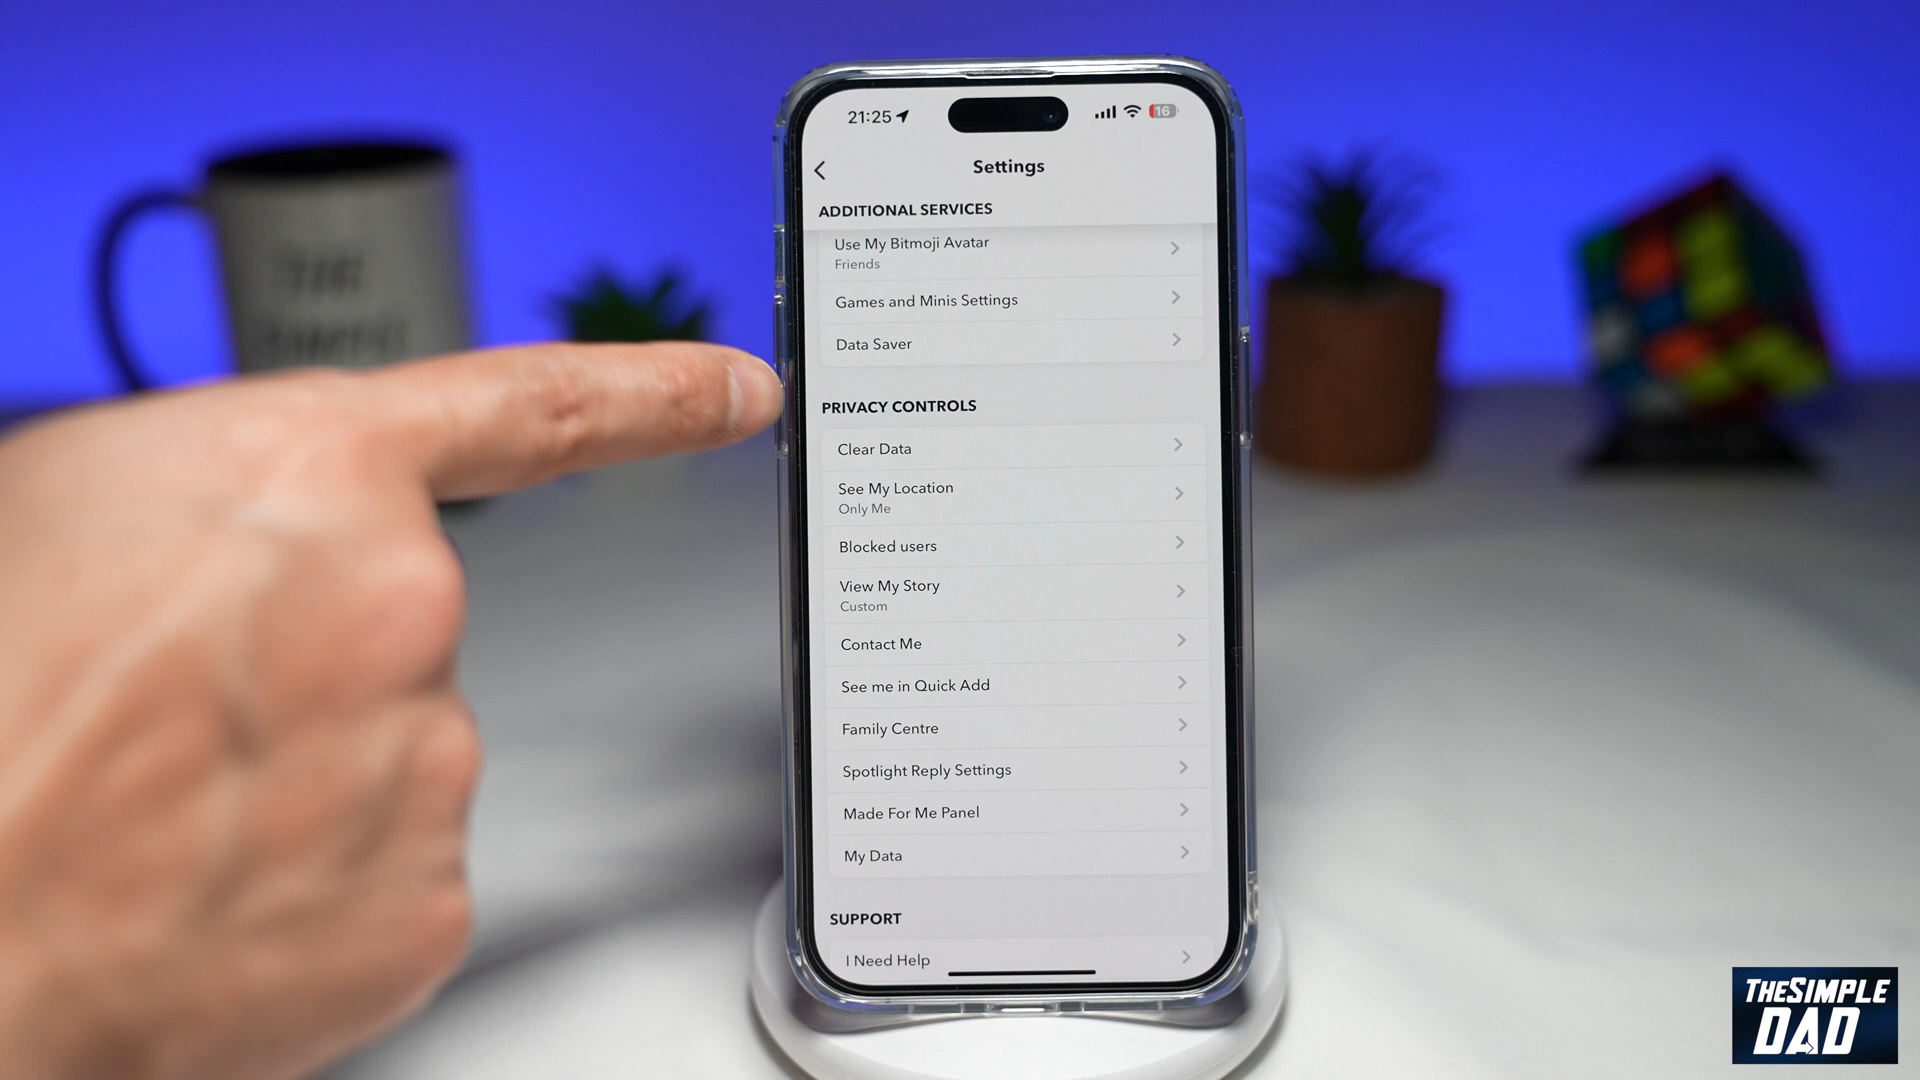 21:25
16
Settings
ADDITIONAL SERVICES
Use My Bitmoji Avatar
Friends
Games and Minis Settings
Data Saver
PRIVACY CONTROLS
Clear Data
See My Location
Only Me
Blocked users
View My Story
Custom
Contact Me
See me in Quick Add
Family Centre
Spotlight Reply Settings
Made For Me Panel
My Data
SUPPORT
I Need Help
THE
SIMPLE
THESIMPLE
DAD